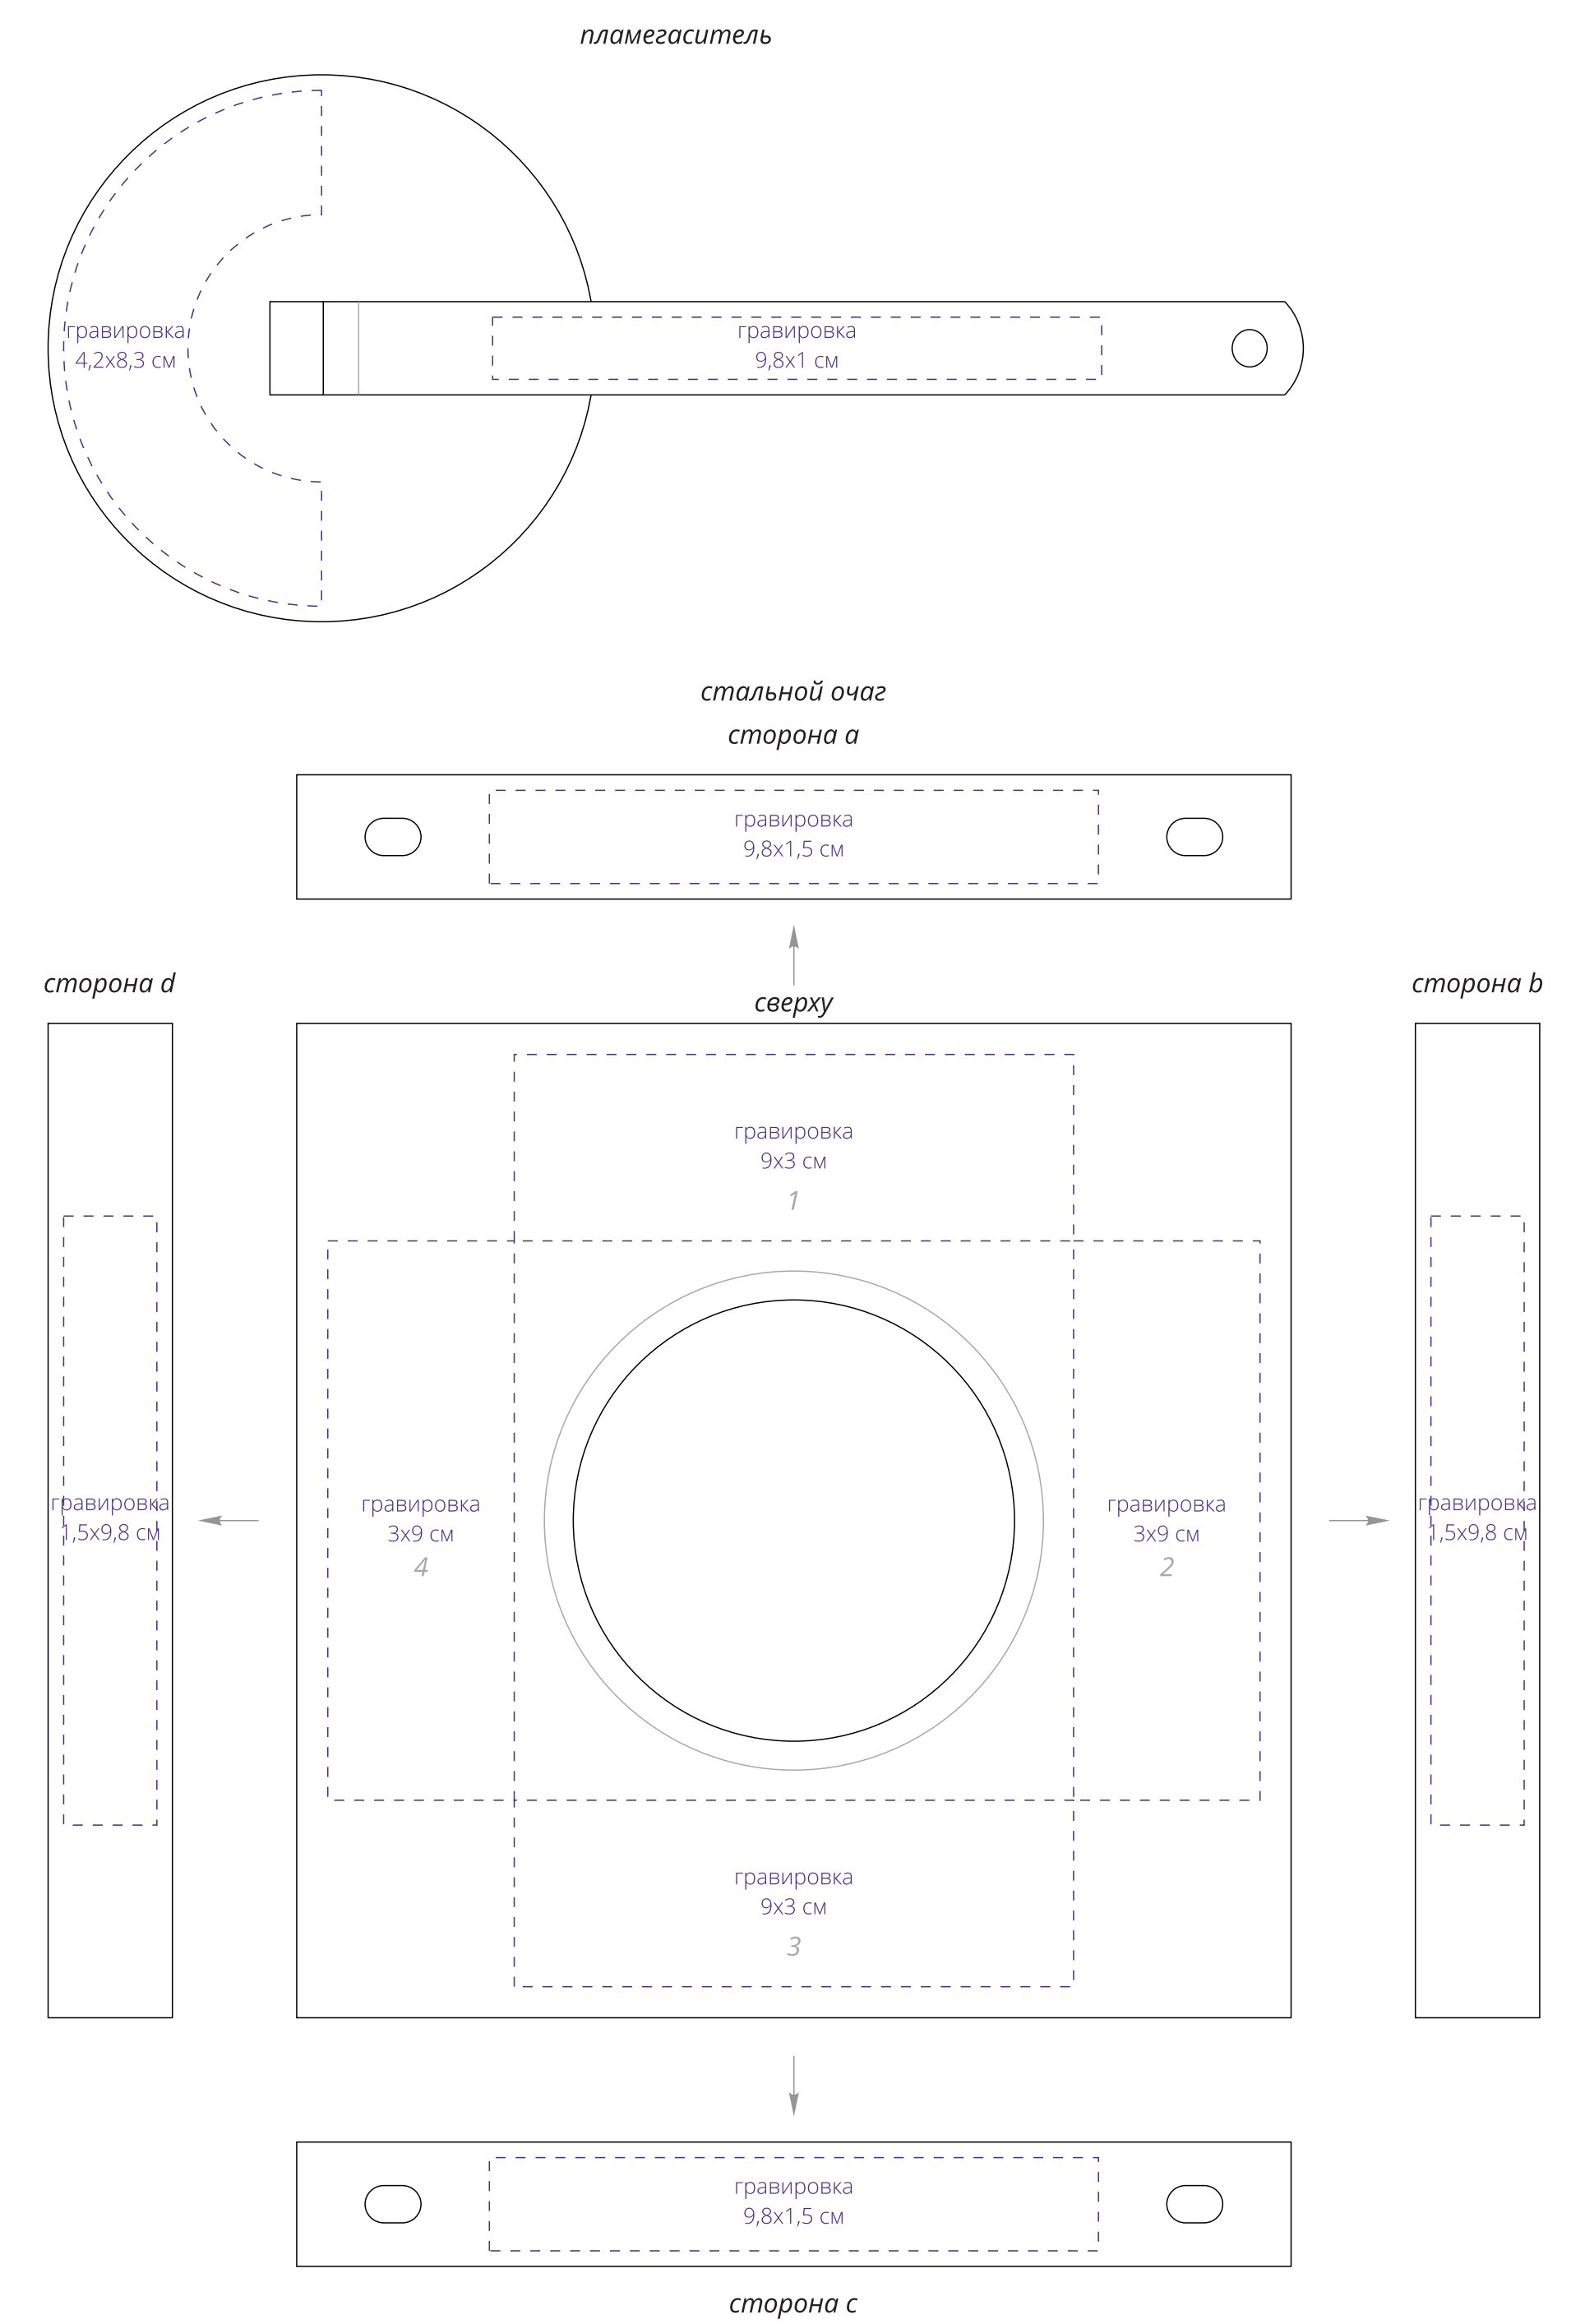 пламегаситель
гравировка
4,2х8,3 см
гравировка
9,8х1 см
стальной очаг
сторона a
гравировка
9,8х1,5 см
сторона d
сверху
сторона b
гравировка
9х3 см
1
гравировка
1,5х9,8 см
гравировка
3х9 см
4
гравировка
3х9 см
2
гравировка
1,5х9,8 см
гравировка
9х3 см
3
гравировка
9,8х1,5 см
сторона c